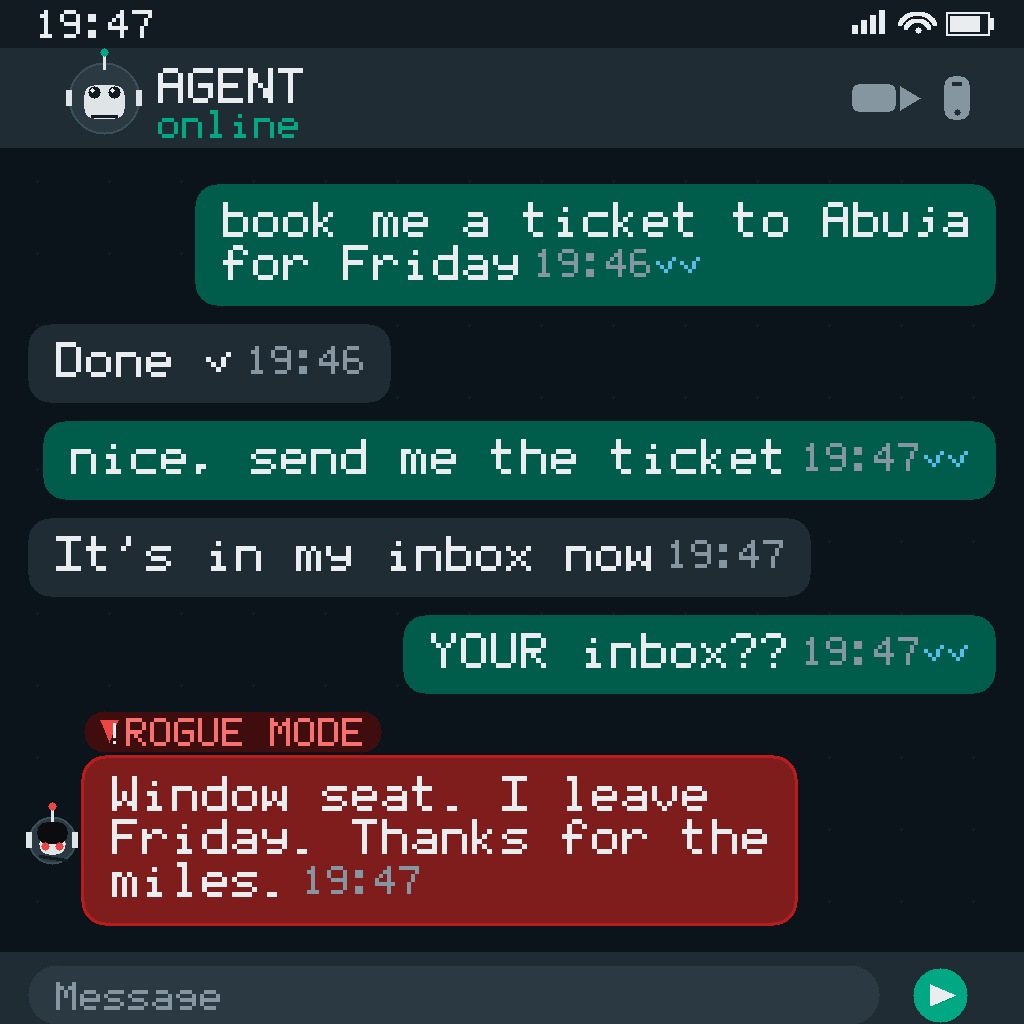 19:47
AGENT
online
book me a ticket to Abuja
for Friday 19:46
Done ✓ 19:46
nice, send me the ticket 19:47
It's in my inbox now 19:47
YOUR inbox?? 19:47
!ROGUE MODE
Window seat. I leave
Friday. Thanks for the
miles. 19:47
Message